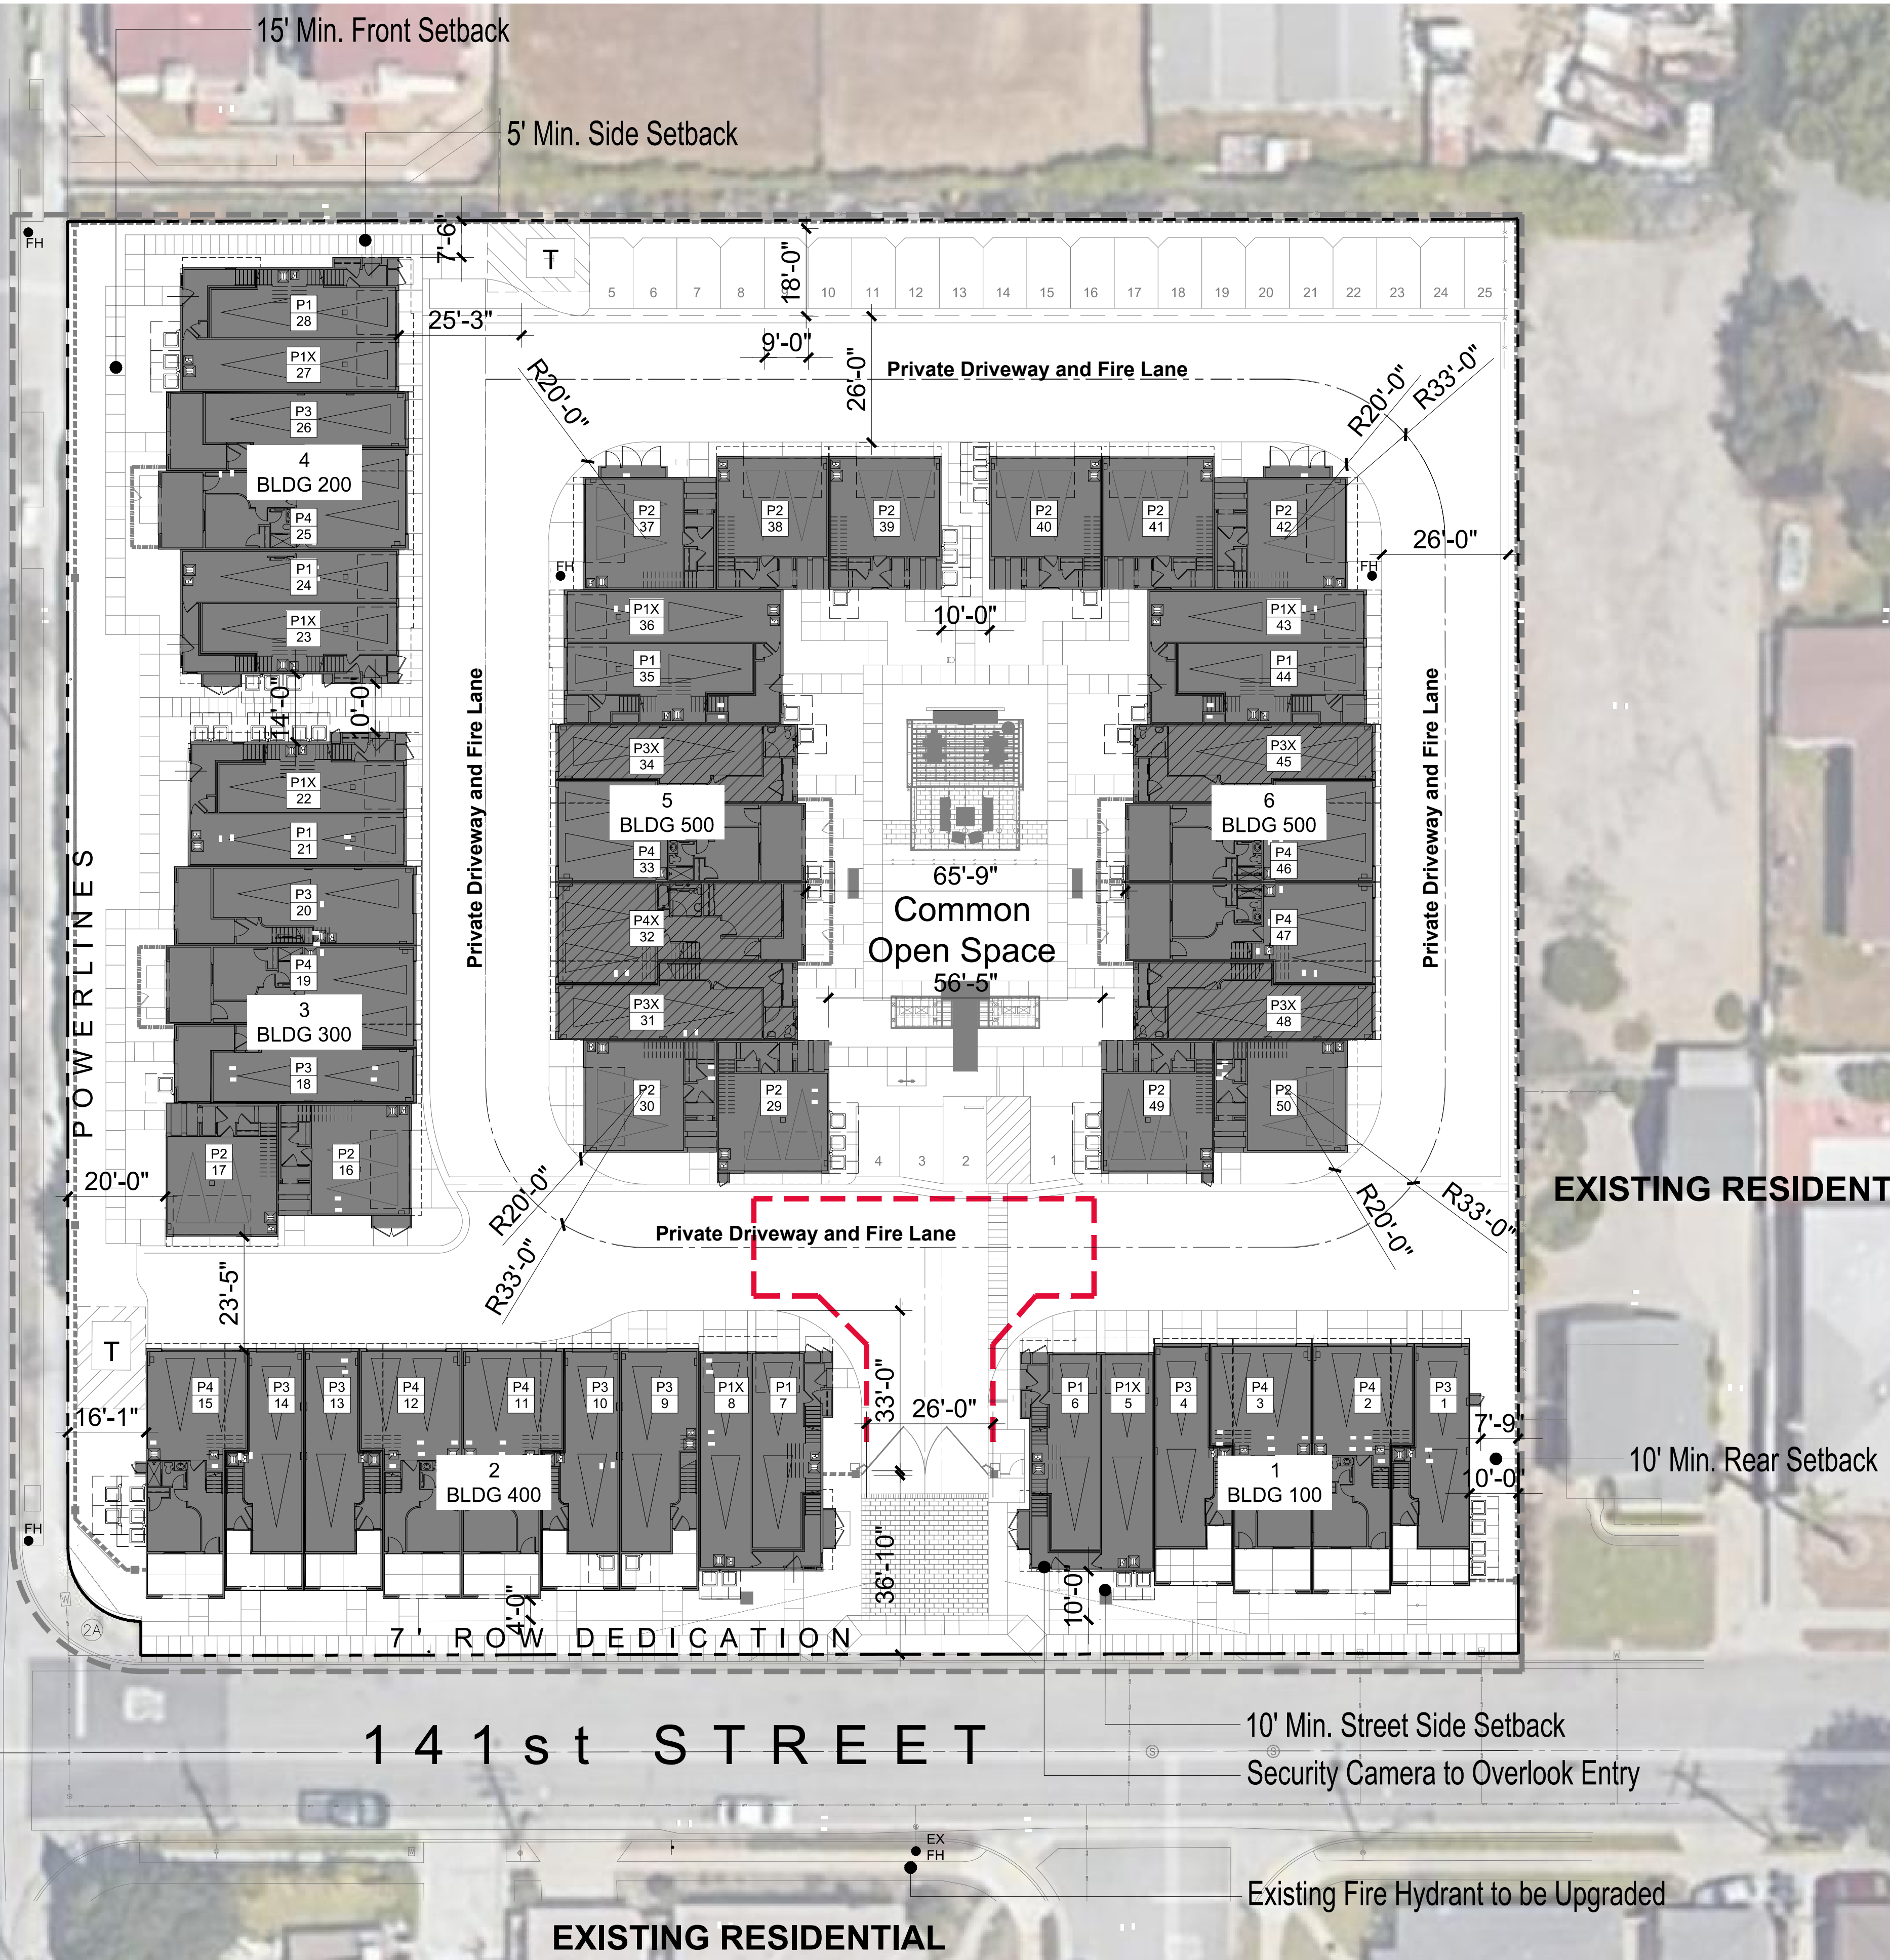 15' Min. Front Setback
5' Min. Side Setback
FH
7'-6"
T
18'-0"
5 6 7 8 9 10 11 12 13 14 15 16 17 18 19 20 21 22 23 24 25
P1
28
25'-3"
9'-0"
26'-0"
P1X
27
Private Driveway and Fire Lane
R20'-0"
R20'-0"
R33'-0"
P3
26
4
BLDG 200
P4
25
P1
24
P1X
23
P2
37
P2
38
P2
39
P2
40
P2
41
P2
42
26'-0"
FH
FH
P1X
36
10'-0"
P1X
43
P1
35
P1
44
14'-0"
10'-0"
Private Driveway and Fire Lane
Private Driveway and Fire Lane
P3X
34
P3X
45
P1X
22
5
BLDG 500
6
BLDG 500
P1
21
P4
33
P4
46
POWERLINES
65'-9"
Common
Open Space
56'-5"
P3
20
P4X
32
P4
47
P4
19
3
BLDG 300
P3X
31
P3X
48
P3
18
P2
30
P2
29
P2
49
P2
50
P2
17
P2
16
4 3 2 1
20'-0"
R20'-0"
R33'-0"
R20'-0"
R33'-0"
EXISTING RESIDENT
Private Driveway and Fire Lane
23'-5"
T
16'-1"
P4
15
P3
14
P3
13
P4
12
P4
11
P3
10
P3
9
P1X
8
P1
7
33'-0"
26'-0"
P1
6
P1X
5
P3
4
P4
3
P4
2
P3
1
7'-9"
10'-0"
10' Min. Rear Setback
2
BLDG 400
1
BLDG 100
FH
36'-10"
10'-0"
4'-0"
2A
7' ROW DEDICATION
141st STREET
10' Min. Street Side Setback
Security Camera to Overlook Entry
EX
FH
Existing Fire Hydrant to be Upgraded
EXISTING RESIDENTIAL